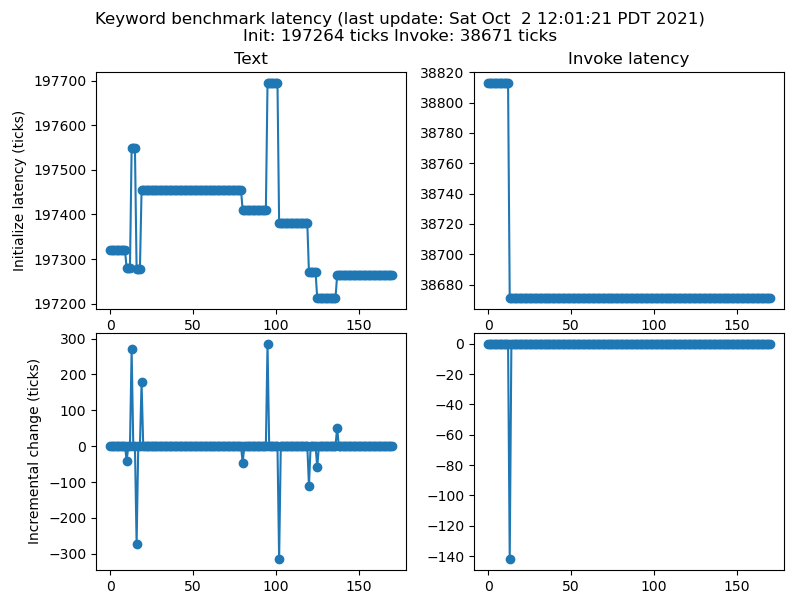 Keyword benchmark latency (last update: Sat Oct  2 12:01:21 PDT 2021)
Init: 197264 ticks Invoke: 38671 ticks
Text
Initialize latency (ticks)
197700
197600
197500
197400
197300
197200
0 50 100 150
Invoke latency
38820
38800
38780
38760
38740
38720
38700
38680
0 50 100 150
Incremental change (ticks)
300
200
100
0
−100
−200
−300
0 50 100 150
0
−20
−40
−60
−80
−100
−120
−140
0 50 100 150